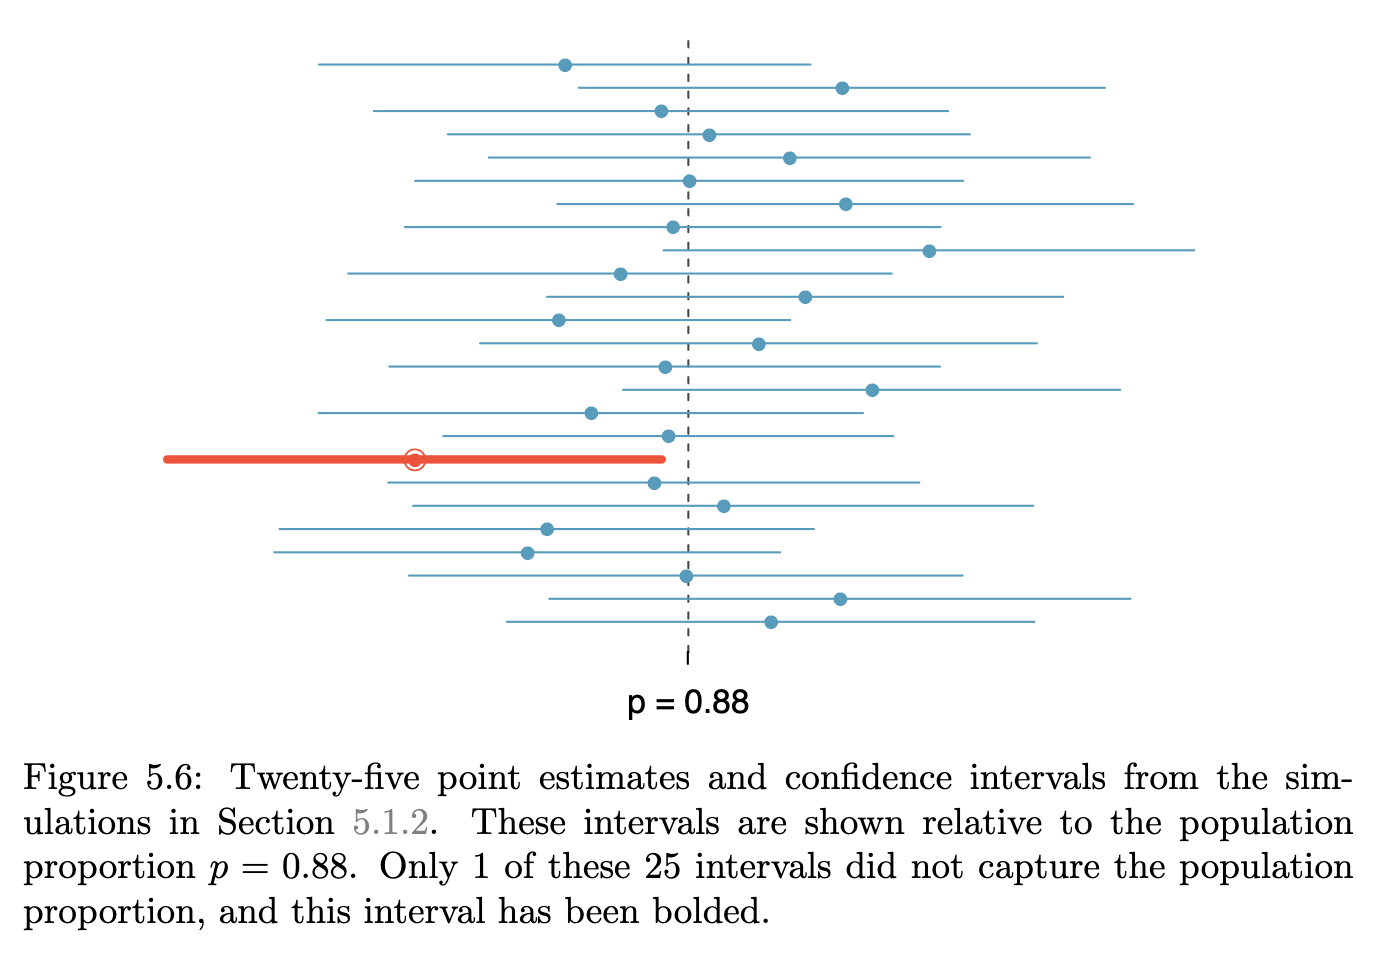 p = 0.88
Figure 5.6: Twenty-five point estimates and confidence intervals from the sim-
ulations in Section 5.1.2. These intervals are shown relative to the population
proportion p = 0.88. Only 1 of these 25 intervals did not capture the population
proportion, and this interval has been bolded.